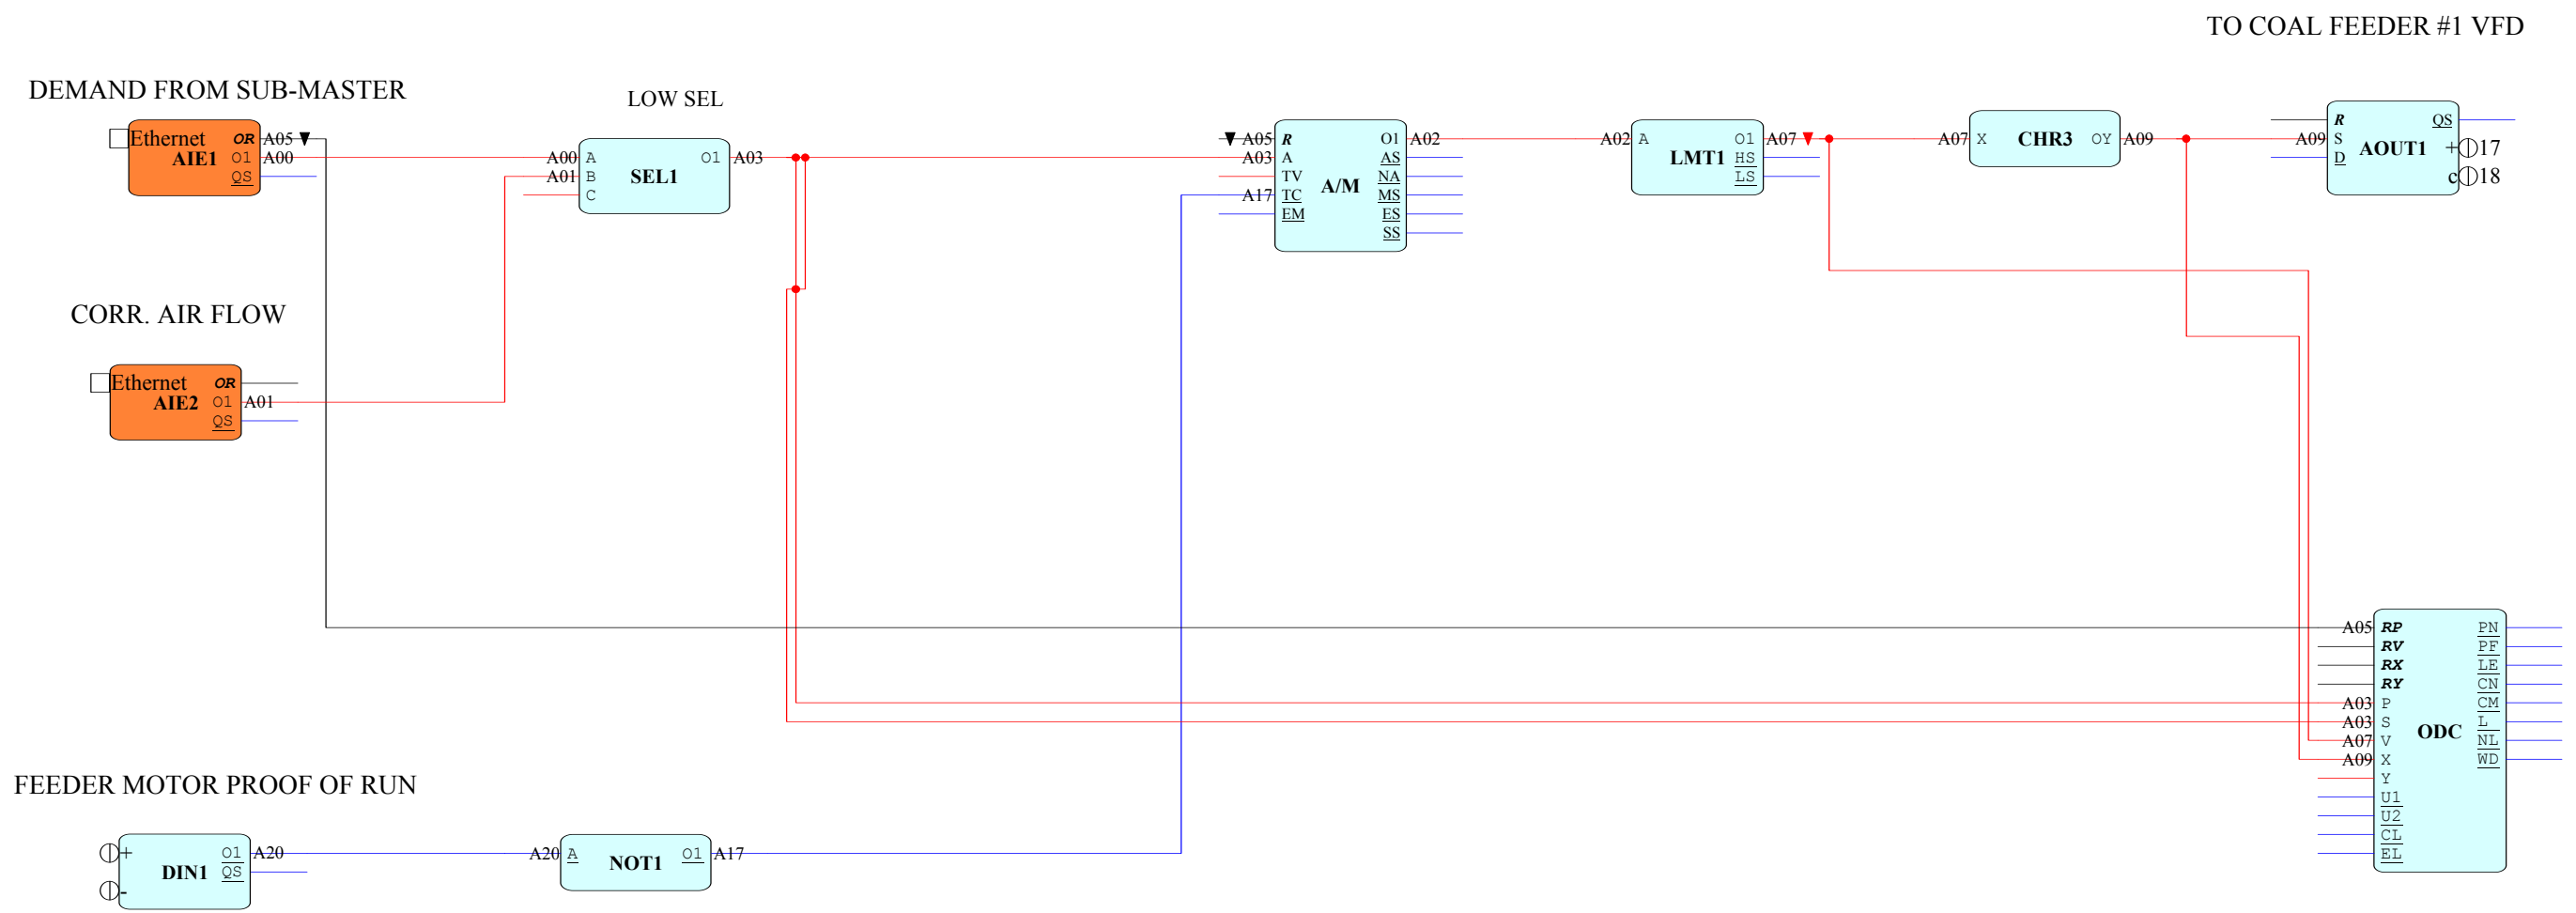 TO COAL FEEDER #1 VFD
DEMAND FROM SUB-MASTER
LOW SEL
Ethernet OR A05
AIE1 O1 A00
QS
A00 A O1 A03
A01 B SEL1
C
A05 R O1 A02
A03 A AS
TV A/M NA
A17 TC MS
EM ES
SS
A02 A O1 A07
LMT1 HS
LS
A07 X CHR3 OY A09
R QS
A09 S AOUT1 + 17
D c 18
CORR. AIR FLOW
Ethernet OR
AIE2 O1 A01
QS
A05 RP PN
RV PF
RX LE
RY CN
A03 P CM
A03 S ODC L
A07 V NL
A09 X WD
Y
U1
U2
CL
EL
FEEDER MOTOR PROOF OF RUN
+ O1 A20
DIN1 QS
-
A20 A NOT1 O1 A17